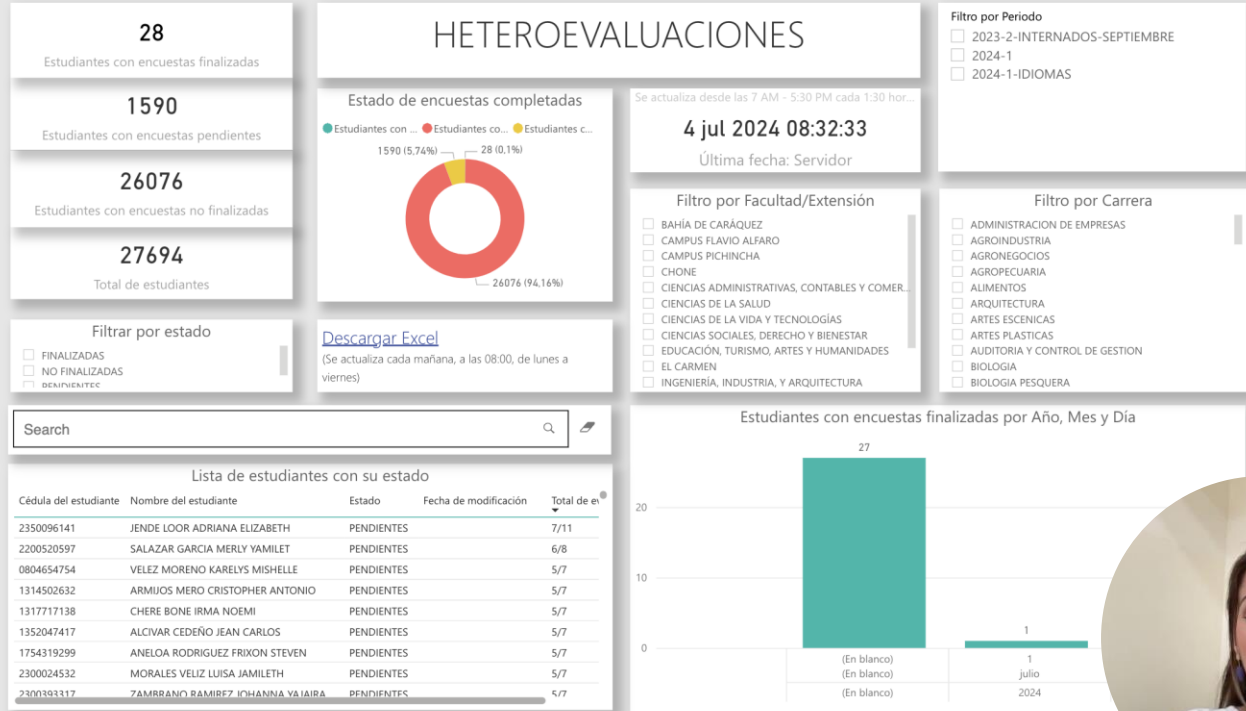 28
Estudiantes con encuestas finalizadas
1590
Estudiantes con encuestas pendientes
26076
Estudiantes con encuestas no finalizadas
27694
Total de estudiantes
Filtrar por estado
FINALIZADAS
NO FINALIZADAS
PENDIENTES
HETEROEVALUACIONES
Estado de encuestas completadas
Estudiantes con ... Estudiantes co... Estudiantes c...
1590 (5,74%) 28 (0,1%)
26076 (94,16%)
Descargar Excel
(Se actualiza cada mañana, a las 08:00, de lunes a
viernes)
Se actualiza desde las 7 AM - 5:30 PM cada 1:30 hor...
4 jul 2024 08:32:33
Última fecha: Servidor
Filtro por Periodo
2023-2-INTERNADOS-SEPTIEMBRE
2024-1
2024-1-IDIOMAS
Filtro por Facultad/Extensión
BAHÍA DE CARÁQUEZ
CAMPUS FLAVIO ALFARO
CAMPUS PICHINCHA
CHONE
CIENCIAS ADMINISTRATIVAS, CONTABLES Y COMER...
CIENCIAS DE LA SALUD
CIENCIAS DE LA VIDA Y TECNOLOGÍAS
CIENCIAS SOCIALES, DERECHO Y BIENESTAR
EDUCACIÓN, TURISMO, ARTES Y HUMANIDADES
EL CARMEN
INGENIERÍA, INDUSTRIA, Y ARQUITECTURA
Filtro por Carrera
ADMINISTRACION DE EMPRESAS
AGROINDUSTRIA
AGRONEGOCIOS
AGROPECUARIA
ALIMENTOS
ARQUITECTURA
ARTES ESCENICAS
ARTES PLASTICAS
AUDITORIA Y CONTROL DE GESTION
BIOLOGIA
BIOLOGIA PESQUERA
Search
Lista de estudiantes con su estado
Cédula del estudiante Nombre del estudiante Estado Fecha de modificación Total de ev
2350096141 JENDE LOOR ADRIANA ELIZABETH PENDIENTES 7/11
2200520597 SALAZAR GARCIA MERLY YAMILET PENDIENTES 6/8
0804654754 VELEZ MORENO KARELYS MISHELLE PENDIENTES 5/7
1314502632 ARMIJOS MERO CRISTOPHER ANTONIO PENDIENTES 5/7
1317717138 CHERE BONE IRMA NOEMI PENDIENTES 5/7
1352047417 ALCIVAR CEDEÑO JEAN CARLOS PENDIENTES 5/7
1754319299 ANELOA RODRIGUEZ FRIXON STEVEN PENDIENTES 5/7
2300024532 MORALES VELIZ LUISA JAMILETH PENDIENTES 5/7
2300393317 ZAMBRANO RAMIREZ JOHANNA YAJAIRA PENDIENTES 5/7
Estudiantes con encuestas finalizadas por Año, Mes y Día
27
20
10
1
0
(En blanco) 1
(En blanco) julio
(En blanco) 2024